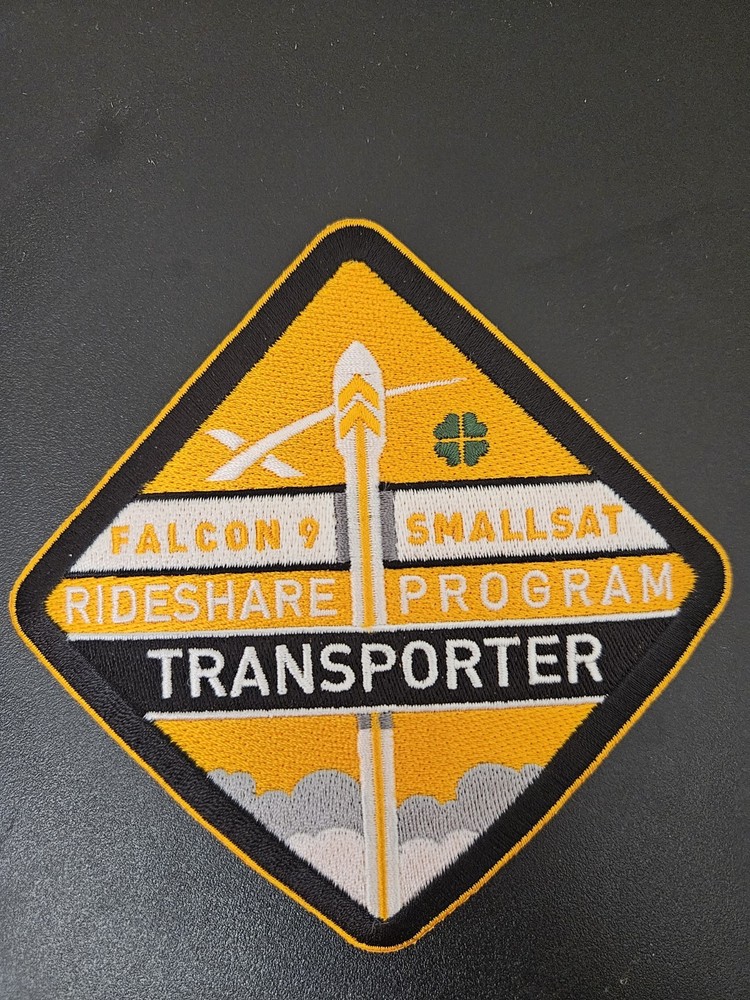 FALCON 9 SMALLSAT
RIDESHARE PROGRAM
TRANSPORTER